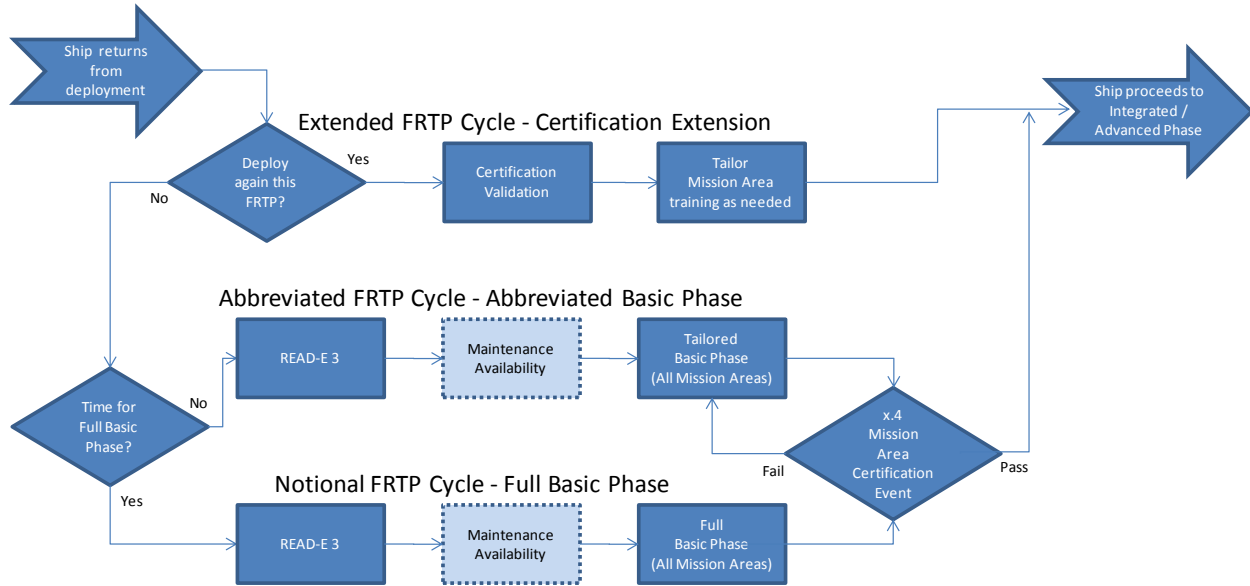 Ship returns
from
deployment
Ship proceeds to
Integrated /
Advanced Phase
Extended FRTP Cycle - Certification Extension
Deploy
again this
FRTP?
Yes
No
Certification
Validation
Tailor
Mission Area
training as needed
Abbreviated FRTP Cycle - Abbreviated Basic Phase
READ-E 3
Maintenance
Availability
Tailored
Basic Phase
(All Mission Areas)
Time for
Full Basic
Phase?
No
Yes
x.4
Mission
Area
Certification
Event
Fail
Pass
Notional FRTP Cycle - Full Basic Phase
READ-E 3
Maintenance
Availability
Full
Basic Phase
(All Mission Areas)